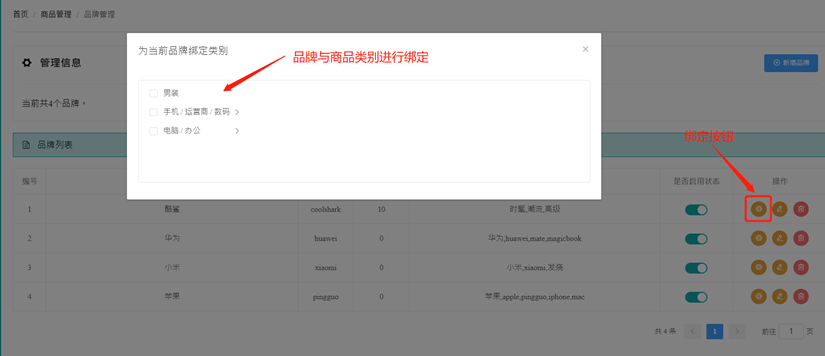 首页 / 商品管理 / 品牌管理
为当前品牌绑定类别
品牌与商品类别进行绑定
管理信息
新增品牌
男装
手机 / 运营商 / 数码
电脑 / 办公
当前共4个品牌。
绑定按钮
品牌列表
编号 是否启用状态 操作
1 酷鲨 coolshark 10 时髦,潮流,高级
2 华为 huawei 0 华为,huawei,mate,magicbook
3 小米 xiaomi 0 小米,xiaomi,发烧
4 苹果 pingguo 0 苹果,apple,pingguo,iphone,mac
共 4 条 1 前往 1 页